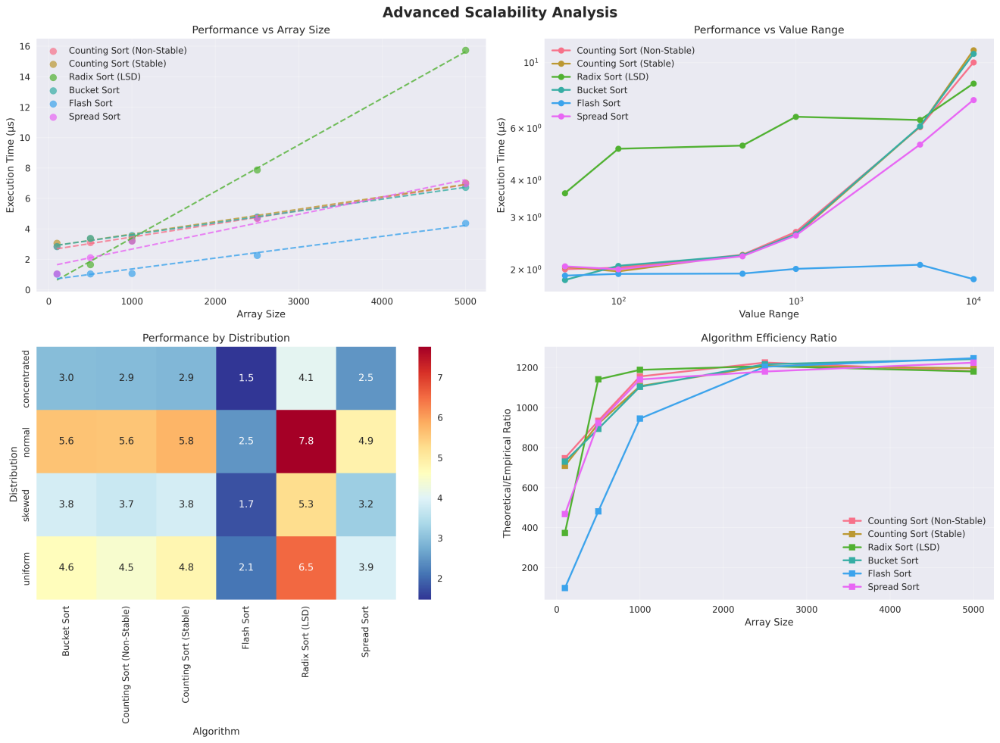 Advanced Scalability Analysis
Performance vs Array Size
Execution Time (μs)
16
14
12
10
8
6
4
2
0
0
1000
2000
3000
4000
5000
Array Size
Counting Sort (Non-Stable)
Counting Sort (Stable)
Radix Sort (LSD)
Bucket Sort
Flash Sort
Spread Sort
Performance vs Value Range
Execution Time (μs)
10¹
6 × 10⁰
4 × 10⁰
3 × 10⁰
2 × 10⁰
10²
10³
10⁴
Value Range
Counting Sort (Non-Stable)
Counting Sort (Stable)
Radix Sort (LSD)
Bucket Sort
Flash Sort
Spread Sort
Performance by Distribution
Distribution
concentrated
3.0 2.9 2.9 1.5 4.1 2.5
normal
5.6 5.6 5.8 2.5 7.8 4.9
skewed
3.8 3.7 3.8 1.7 5.3 3.2
uniform
4.6 4.5 4.8 2.1 6.5 3.9
Bucket Sort
Counting Sort (Non-Stable)
Counting Sort (Stable)
Flash Sort
Radix Sort (LSD)
Spread Sort
Algorithm
7
6
5
4
3
2
Algorithm Efficiency Ratio
Theoretical/Empirical Ratio
1200
1000
800
600
400
200
0
1000
2000
3000
4000
5000
Array Size
Counting Sort (Non-Stable)
Counting Sort (Stable)
Radix Sort (LSD)
Bucket Sort
Flash Sort
Spread Sort